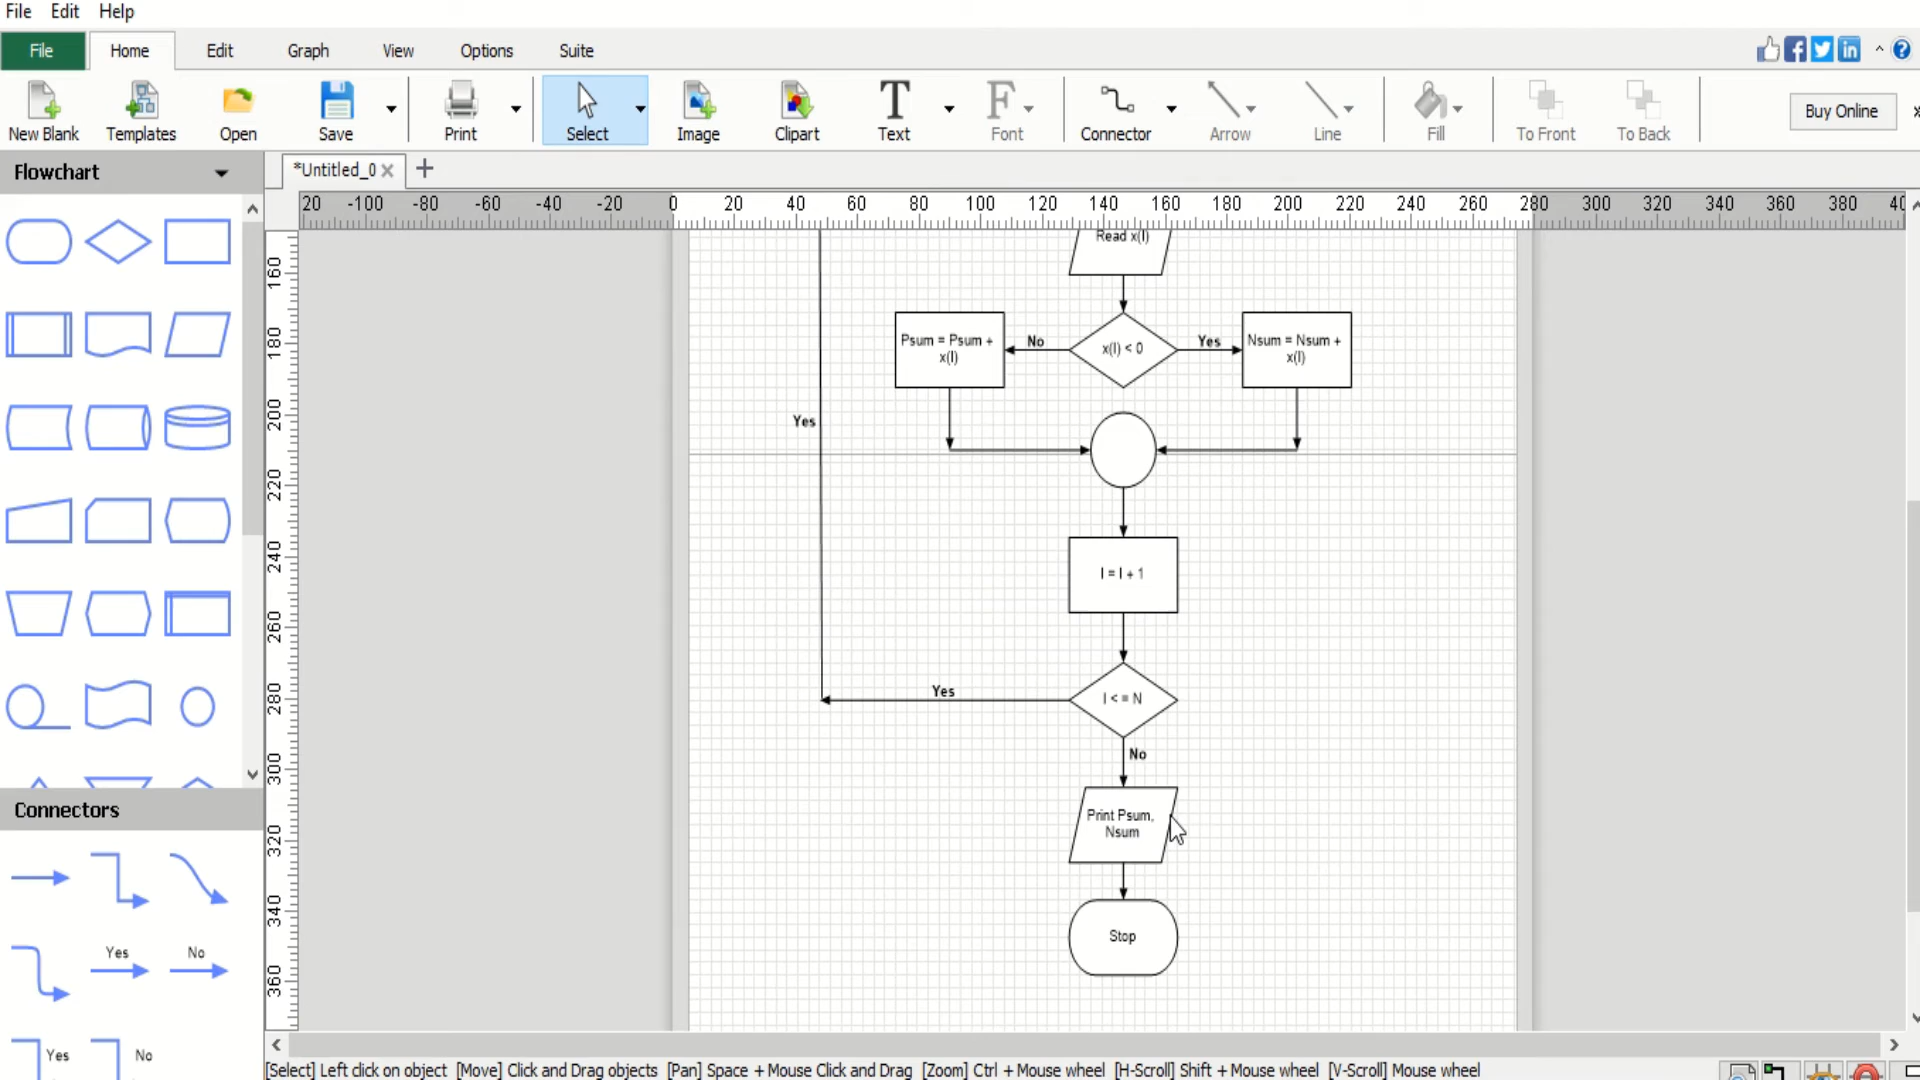 File Edit Help
File Home Edit Graph View Options Suite
New Blank Templates Open Save Print Select Image Clipart Text Font Connector Arrow Line Fill To Front To Back Buy Online
Flowchart
*Untitled_0
20 -100 -80 -60 -40 -20 0 20 40 60 80 100 120 140 160 180 200 220 240 260 280 300 320 340 360 380 40
160
180
200
220
240
260
280
300
320
340
360
Read x(I)
Psum = Psum +
x(I)
No
x(I) < 0
Yes
Nsum = Nsum +
x(I)
Yes
I = I + 1
Yes
I < = N
No
Print Psum,
Nsum
Stop
Connectors
Yes No
Yes No
[Select] Left click on object [Move] Click and Drag objects [Pan] Space + Mouse Click and Drag [Zoom] Ctrl + Mouse wheel [H-Scroll] Shift + Mouse wheel [V-Scroll] Mouse wheel